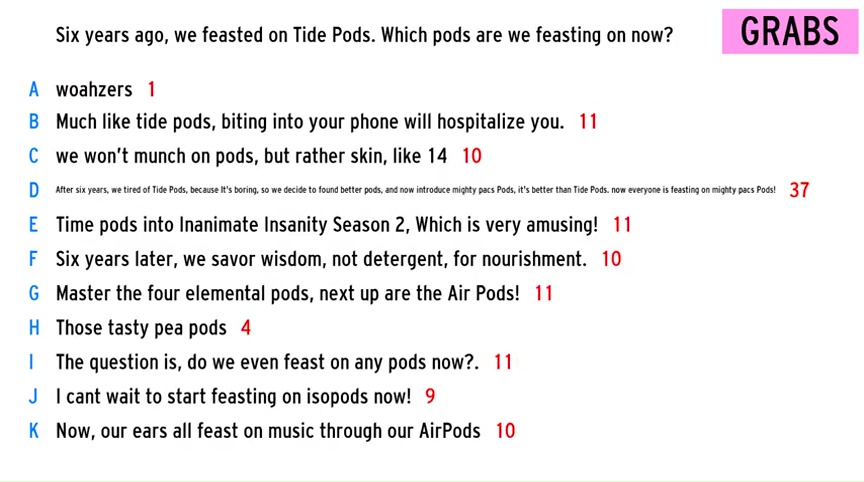 Six years ago, we feasted on Tide Pods. Which pods are we feasting on now?
GRABS
A woahzers 1
B Much like tide pods, biting into your phone will hospitalize you. 11
C we won't munch on pods, but rather skin, like 14 10
D After six years, we tired of Tide Pods, because It's boring, so we decide to found better pods, and now introduce mighty pacs Pods, it's better than Tide Pods. now everyone is feasting on mighty pacs Pods! 37
E Time pods into Inanimate Insanity Season 2, Which is very amusing! 11
F Six years later, we savor wisdom, not detergent, for nourishment. 10
G Master the four elemental pods, next up are the Air Pods! 11
H Those tasty pea pods 4
I The question is, do we even feast on any pods now?. 11
J I cant wait to start feasting on isopods now! 9
K Now, our ears all feast on music through our AirPods 10